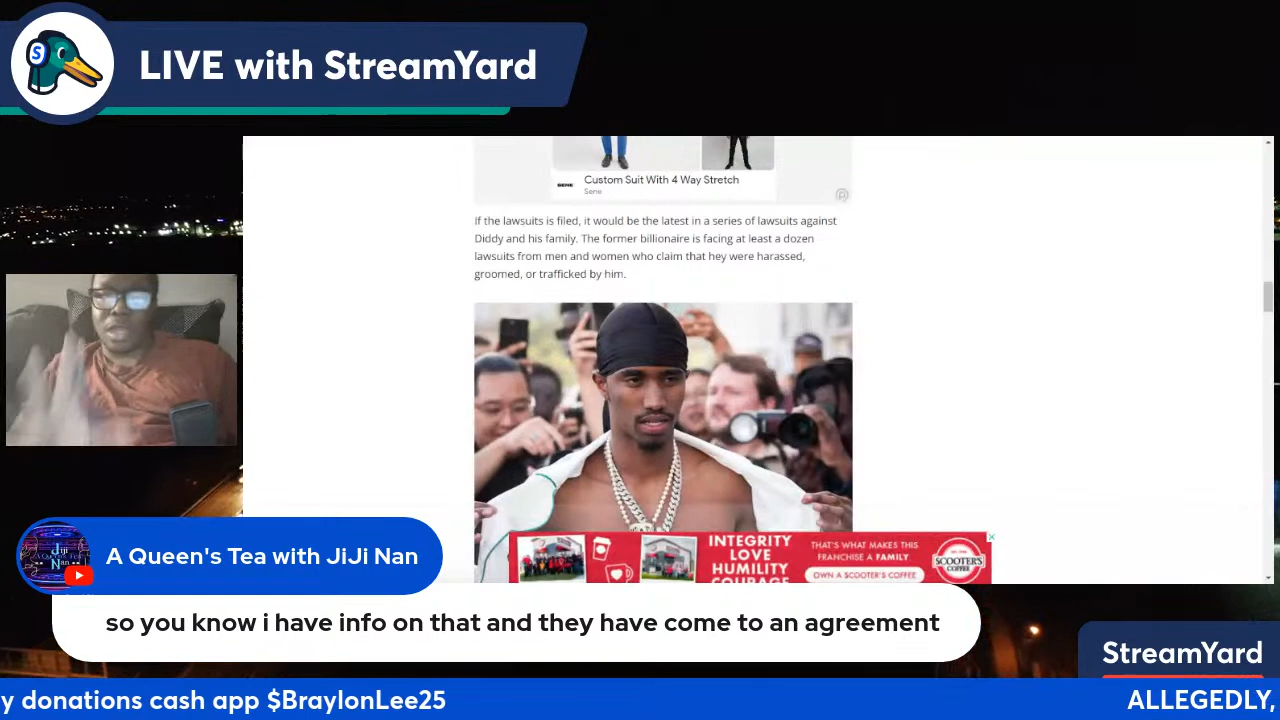 S
LIVE with StreamYard
Custom Suit With 4 Way Stretch
SENE
Sene
If the lawsuits is filed, it would be the latest in a series of lawsuits against
Diddy and his family. The former billionaire is facing at least a dozen
lawsuits from men and women who claim that hey were harassed,
groomed, or trafficked by him.
INTEGRITY
LOVE
HUMILITY
COURAGE
THAT'S WHAT MAKES THIS
FRANCHISE A FAMILY
OWN A SCOOTER'S COFFEE
SCOOTER'S
COFFEE
JiJi
Nan
A Queen's Tea with JiJi Nan
so you know i have info on that and they have come to an agreement
StreamYard
y donations cash app $BraylonLee25
ALLEGEDLY,